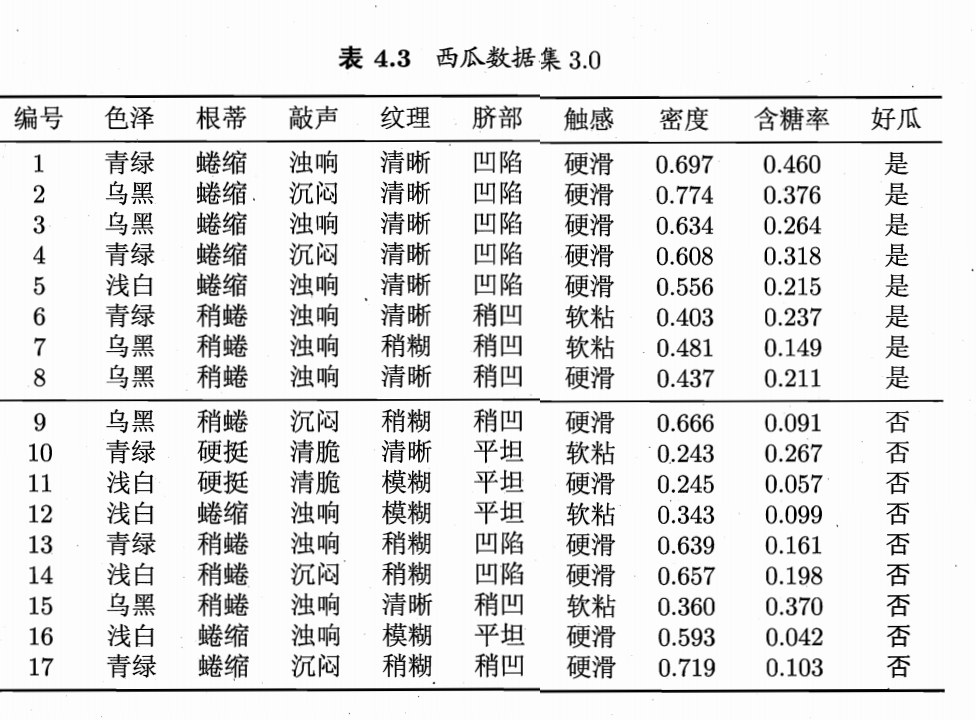 表 4.3 西瓜数据集 3.0
编号 色泽 根蒂 敲声 纹理 脐部 触感 密度 含糖率 好瓜
1 青绿 蜷缩 浊响 清晰 凹陷 硬滑 0.697 0.460 是
2 乌黑 蜷缩 沉闷 清晰 凹陷 硬滑 0.774 0.376 是
3 乌黑 蜷缩 浊响 清晰 凹陷 硬滑 0.634 0.264 是
4 青绿 蜷缩 沉闷 清晰 凹陷 硬滑 0.608 0.318 是
5 浅白 蜷缩 浊响 清晰 凹陷 硬滑 0.556 0.215 是
6 青绿 稍蜷 浊响 清晰 稍凹 软粘 0.403 0.237 是
7 乌黑 稍蜷 浊响 稍糊 稍凹 软粘 0.481 0.149 是
8 乌黑 稍蜷 浊响 清晰 稍凹 硬滑 0.437 0.211 是
9 乌黑 稍蜷 沉闷 稍糊 稍凹 硬滑 0.666 0.091 否
10 青绿 硬挺 清脆 清晰 平坦 软粘 0.243 0.267 否
11 浅白 硬挺 清脆 模糊 平坦 硬滑 0.245 0.057 否
12 浅白 蜷缩 浊响 模糊 平坦 软粘 0.343 0.099 否
13 青绿 稍蜷 浊响 稍糊 凹陷 硬滑 0.639 0.161 否
14 浅白 稍蜷 沉闷 稍糊 凹陷 硬滑 0.657 0.198 否
15 乌黑 稍蜷 浊响 清晰 稍凹 软粘 0.360 0.370 否
16 浅白 蜷缩 浊响 模糊 平坦 硬滑 0.593 0.042 否
17 青绿 蜷缩 沉闷 稍糊 稍凹 硬滑 0.719 0.103 否